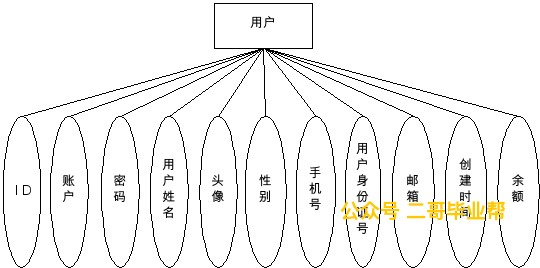 用户
ID
账户
密码
用户姓名
头像
性别
手机号
用户身份证号
邮箱
创建时间
余额
公众号 二哥毕业帮